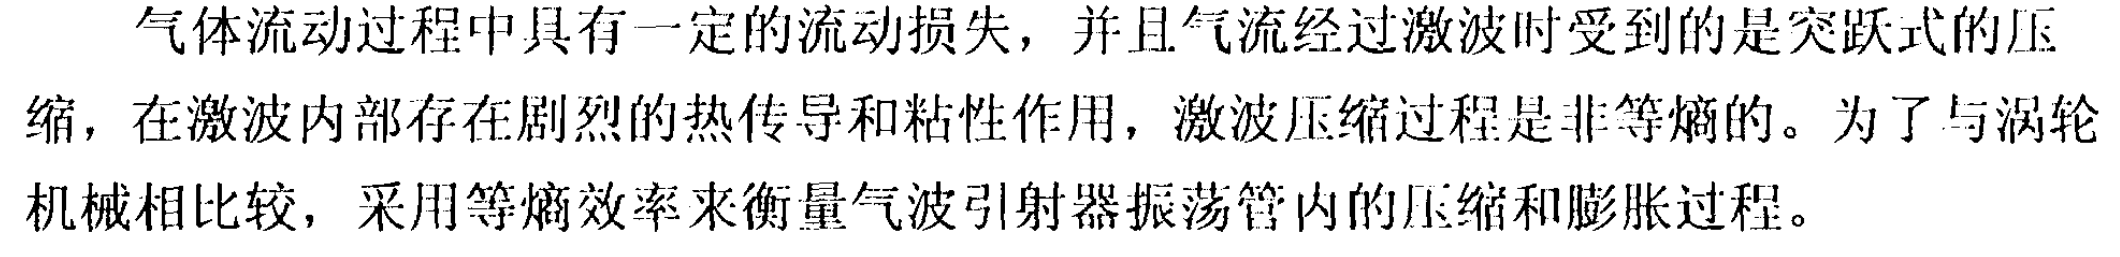 气体流动过程中具有一定的流动损失，并且气流经过激波时受到的是突跃式的压
缩，在激波内部存在剧烈的热传导和粘性作用，激波压缩过程是非等熵的。为了与涡轮
机械相比较，采用等熵效率来衡量气波引射器振荡管内的压缩和膨胀过程。